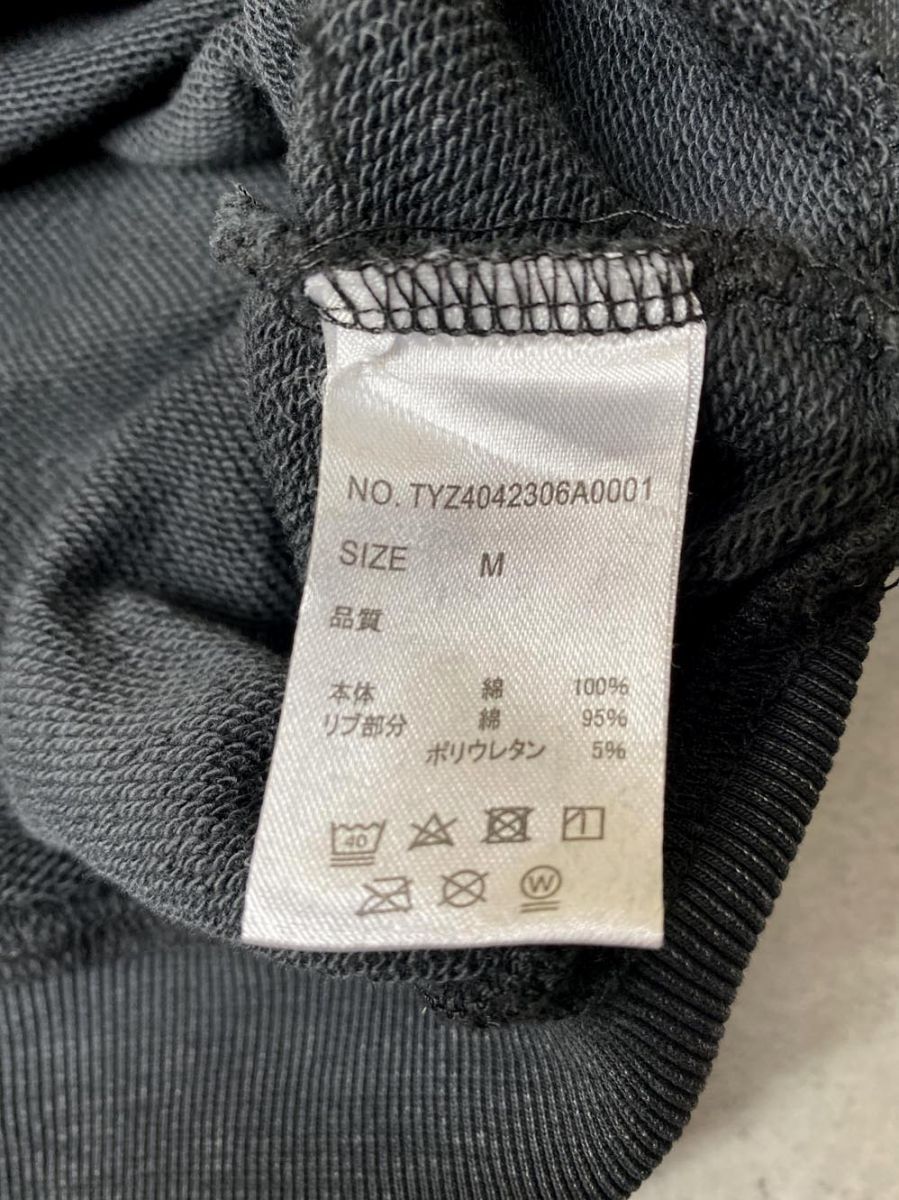 NO. TYZ4042306A0001
SIZE M
品質
本体 綿 100%
リブ部分 綿 95%
ポリウレタン 5%
40
W